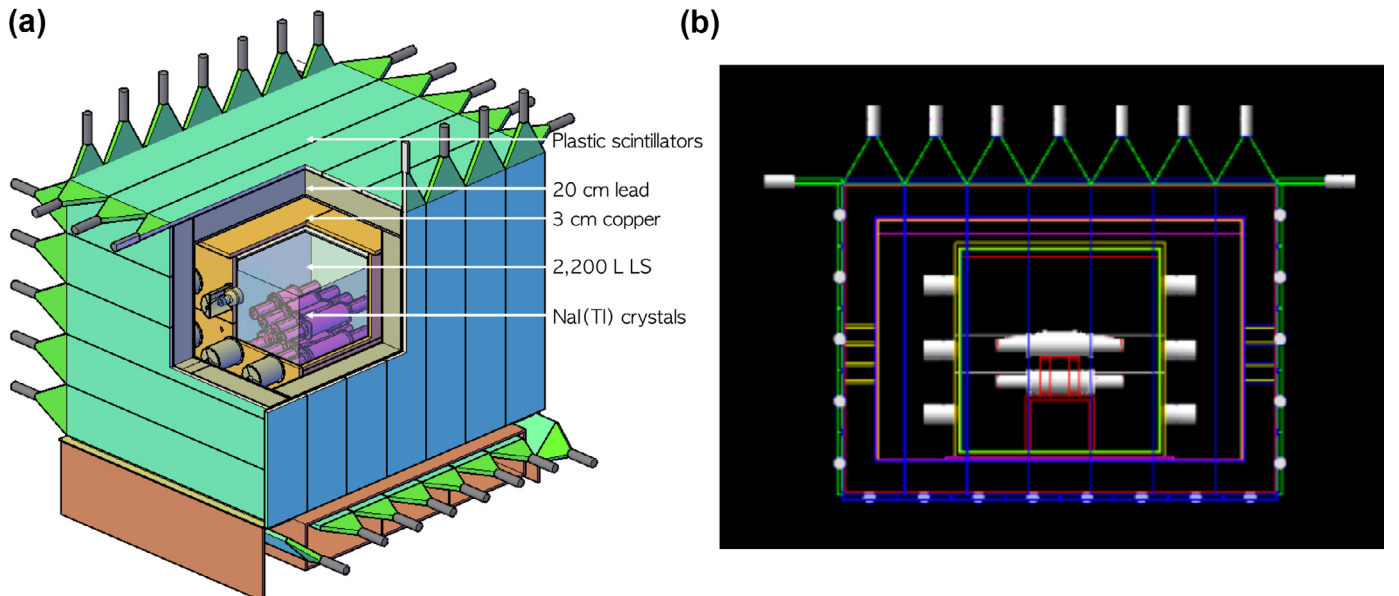 (a)
Plastic scintillators
20 cm lead
3 cm copper
2,200 L LS
NaI(Tl) crystals
(b)